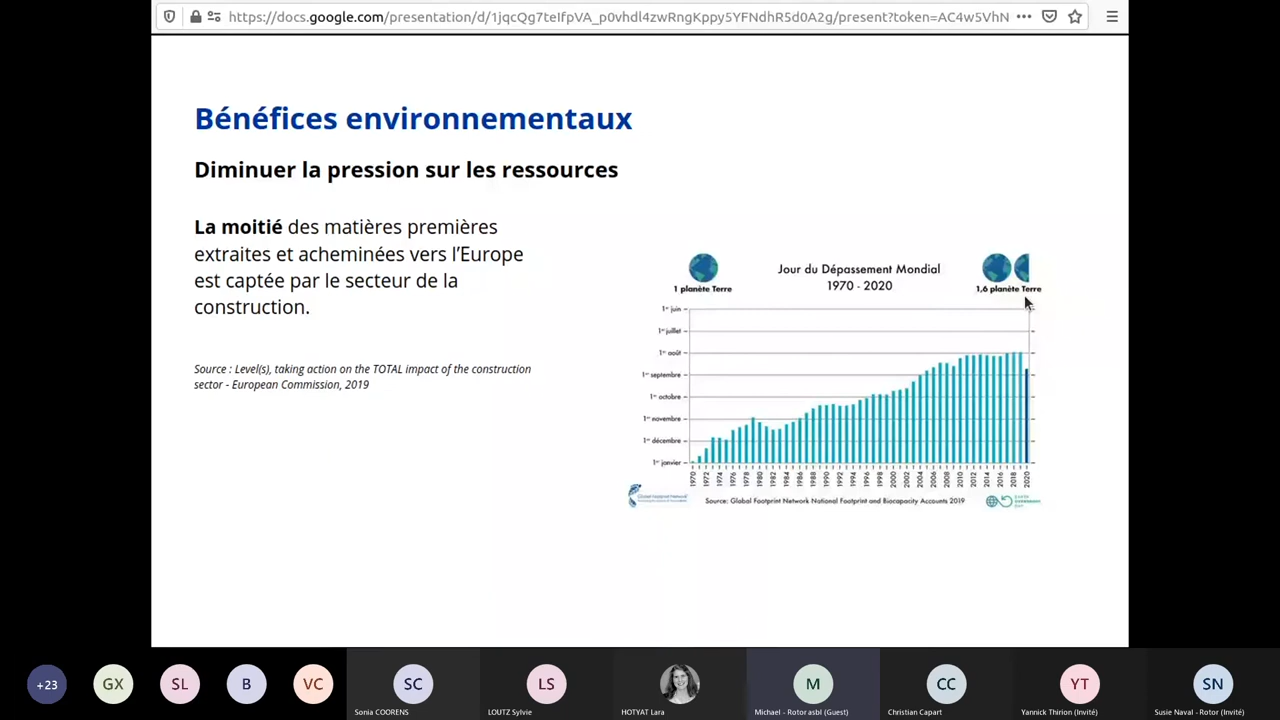 https://docs.google.com/presentation/d/1jqcQg7teIfpVA_p0vhdl4zwRngKppy5YFNdhR5d0A2g/present?token=AC4w5VhN
Bénéfices environnementaux
Diminuer la pression sur les ressources
La moitié des matières premières
extraites et acheminées vers l'Europe
est captée par le secteur de la
construction.
Source : Level(s), taking action on the TOTAL impact of the construction
sector - European Commission, 2019
Jour du Dépassement Mondial
1970 - 2020
1 planète Terre
1,6 planète Terre
1er juin
1er juillet
1er août
1er septembre
1er octobre
1er novembre
1er décembre
1er janvier
1970 1972 1974 1976 1978 1980 1982 1984 1986 1988 1990 1992 1994 1996 1998 2000 2002 2004 2006 2008 2010 2012 2014 2016 2018 2020
Global Footprint Network
Source: Global Footprint Network National Footprint and Biocapacity Accounts 2019
+23
GX
SL
B
VC
SC
Sonia COORENS
LS
LOUTZ Sylvie
HOTYAT Lara
M
Michael - Rotor asbl (Guest)
CC
Christian Capart
YT
Yannick Thirion (Invité)
SN
Susie Naval - Rotor (Invité)